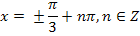 x = ± π/3 + nπ, n ∈ Z